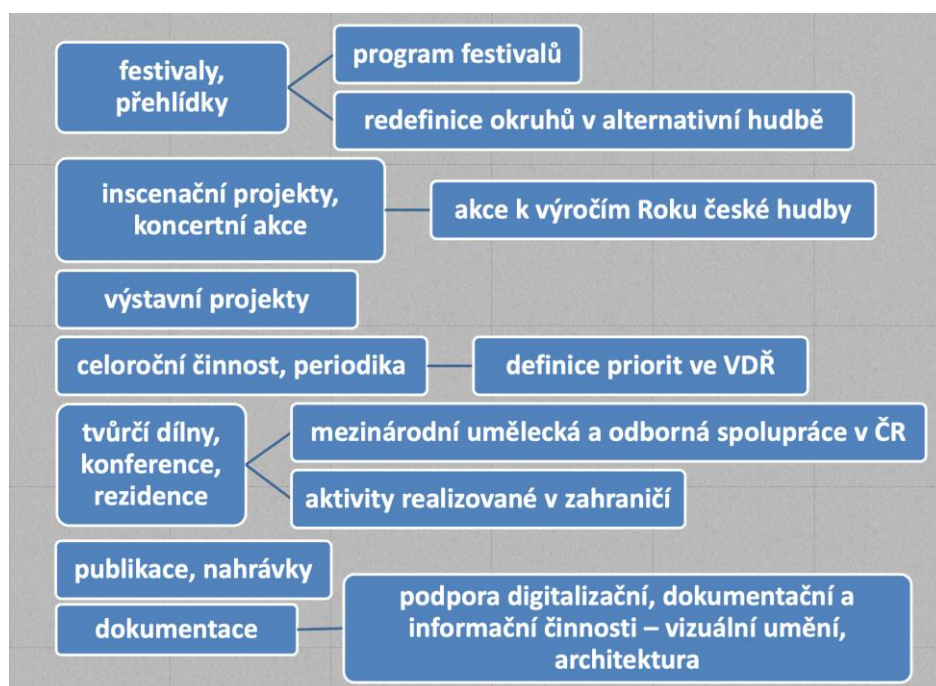 festivaly,
přehlídky
program festivalů
redefinice okruhů v alternativní hudbě
inscenační projekty,
koncertní akce
akce k výročím Roku české hudby
výstavní projekty
celoroční činnost, periodika
definice priorit ve VDŘ
tvůrčí dílny,
konference,
rezidence
mezinárodní umělecká a odborná spolupráce v ČR
aktivity realizované v zahraničí
publikace, nahrávky
dokumentace
podpora digitalizační, dokumentační a
informační činnosti – vizuální umění,
architektura